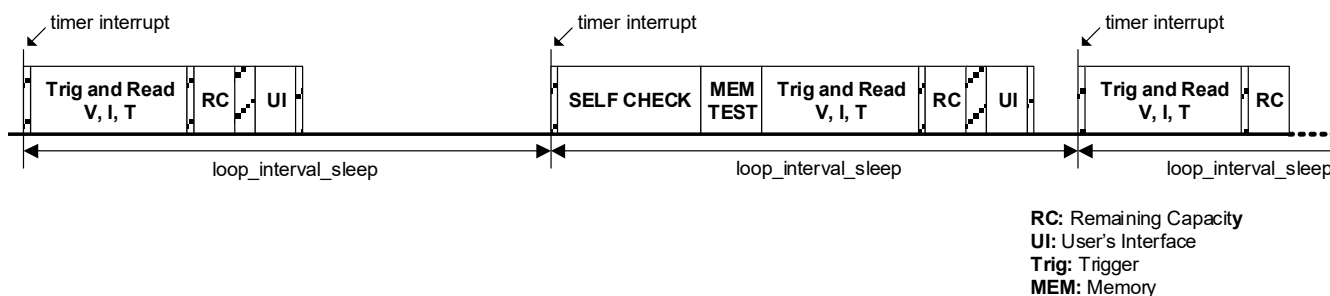 timer interrupt
timer interrupt
timer interrupt
Trig and Read
V, I, T
RC
UI
SELF CHECK
MEM
TEST
Trig and Read
V, I, T
RC
UI
Trig and Read
V, I, T
RC
loop_interval_sleep
loop_interval_sleep
loop_interval_sleep
RC: Remaining Capacity
UI: User's Interface
Trig: Trigger
MEM: Memory